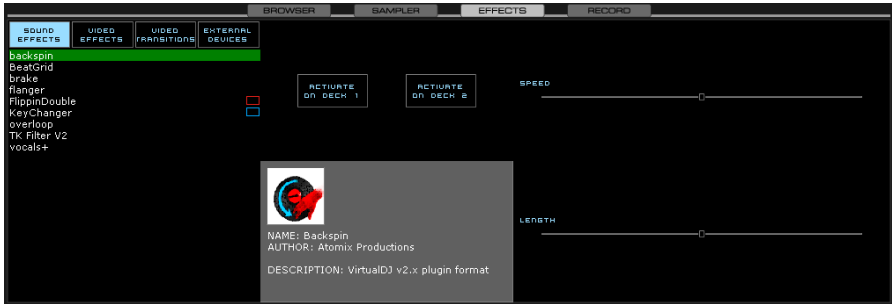 BROWSER SAMPLER EFFECTS RECORD
SOUND EFFECTS
VIDEO EFFECTS
VIDEO TRANSITIONS
EXTERNAL DEVICES
backspin
BeatGrid
brake
flanger
FlippinDouble
KeyChanger
overloop
TK Filter V2
vocals+
ACTIVATE
ON DECK 1
ACTIVATE
ON DECK 2
SPEED
LENGTH
NAME: Backspin
AUTHOR: Atomix Productions
DESCRIPTION: VirtualDJ v2.x plugin format